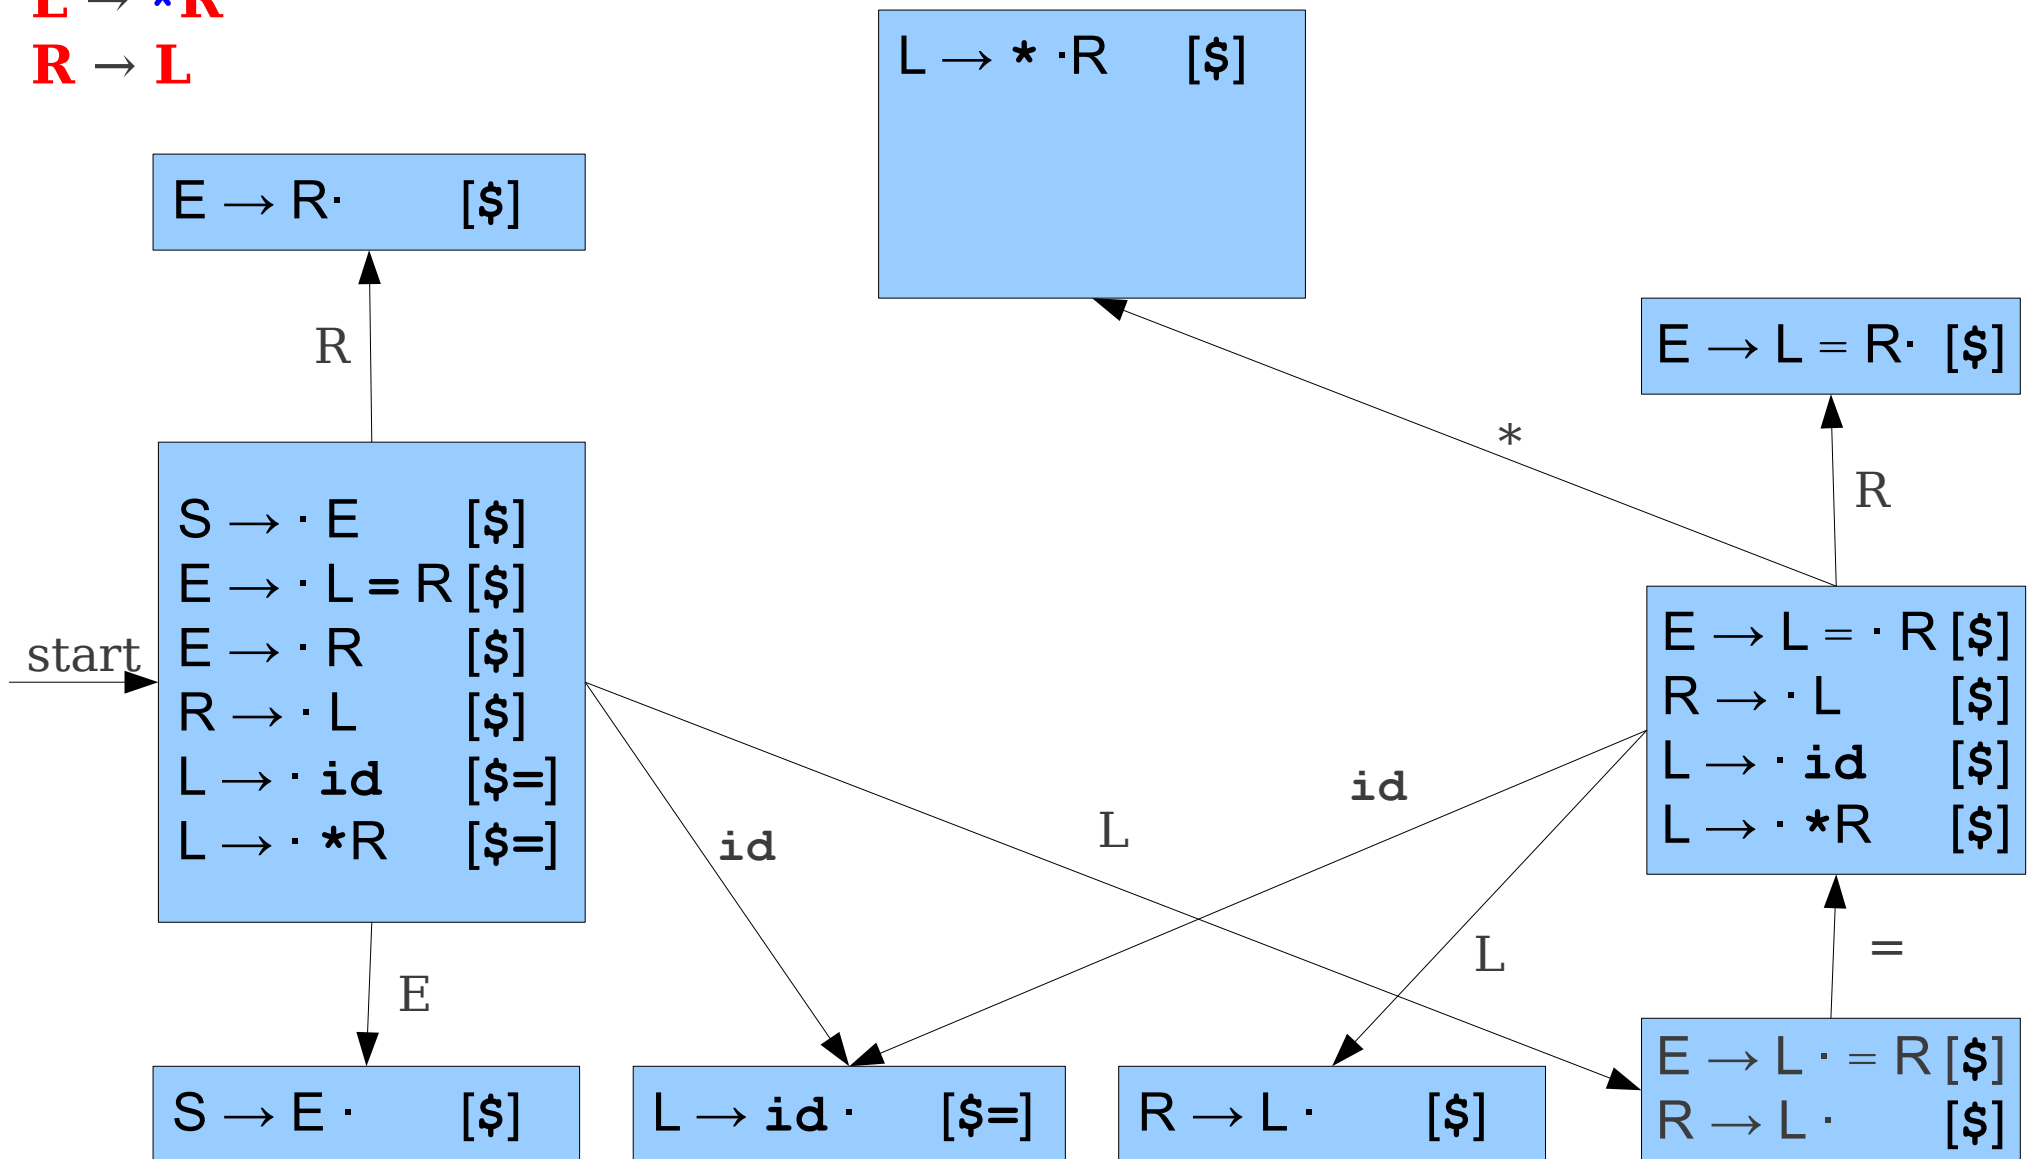 L → *R
R → L
L → * ·R [$]
E → R· [$]
R
E → L = R· [$]
*
R
S → · E [$]
E → · L = R [$]
E → · R [$]
R → · L [$]
L → · id [$=]
L → · *R [$=]
start
E → L = · R [$]
R → · L [$]
L → · id [$]
L → · *R [$]
id
L
id
L
=
E
S → E · [$]
L → id · [$=]
R → L · [$]
E → L · = R [$]
R → L · [$]